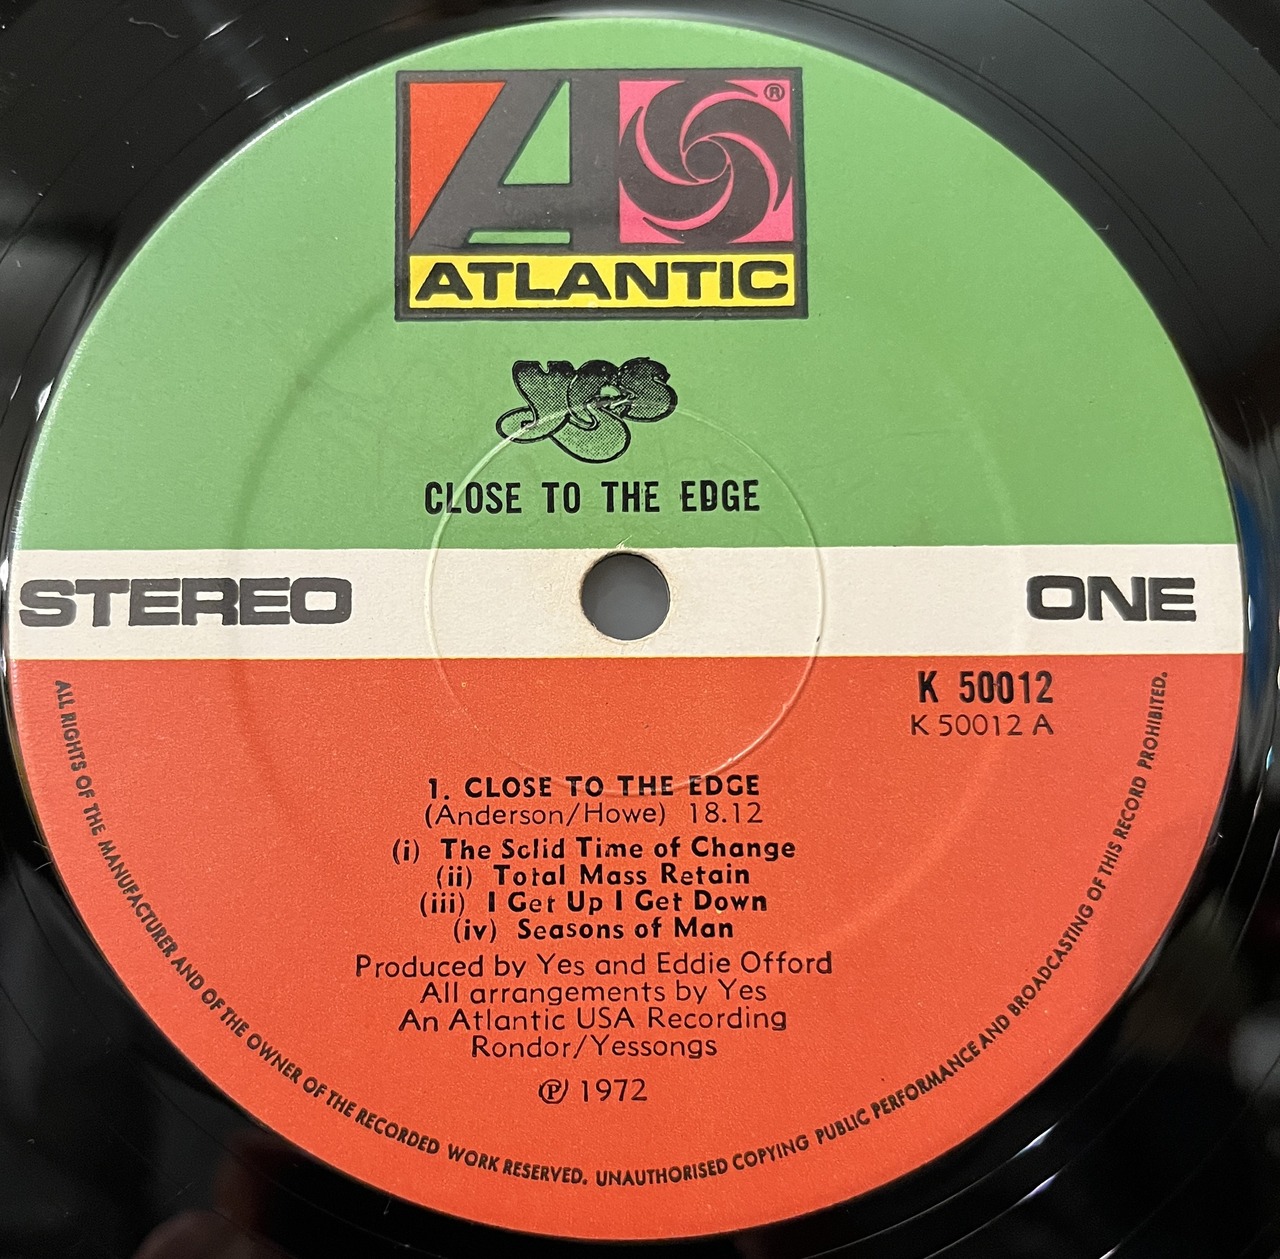 A
®
ATLANTIC
yes
CLOSE TO THE EDGE
STEREO
ONE
K 50012
K 50012 A
1. CLOSE TO THE EDGE
(Anderson/Howe) 18.12
(i) The Solid Time of Change
(ii) Total Mass Retain
(iii) I Get Up I Get Down
(iv) Seasons of Man
Produced by Yes and Eddie Offord
All arrangements by Yes
An Atlantic USA Recording
Rondor/Yessongs
℗ 1972
ALL RIGHTS OF THE MANUFACTURER AND OF THE OWNER OF THE RECORDED WORK RESERVED. UNAUTHORISED COPYING PUBLIC PERFORMANCE AND BROADCASTING OF THIS RECORD PROHIBITED.